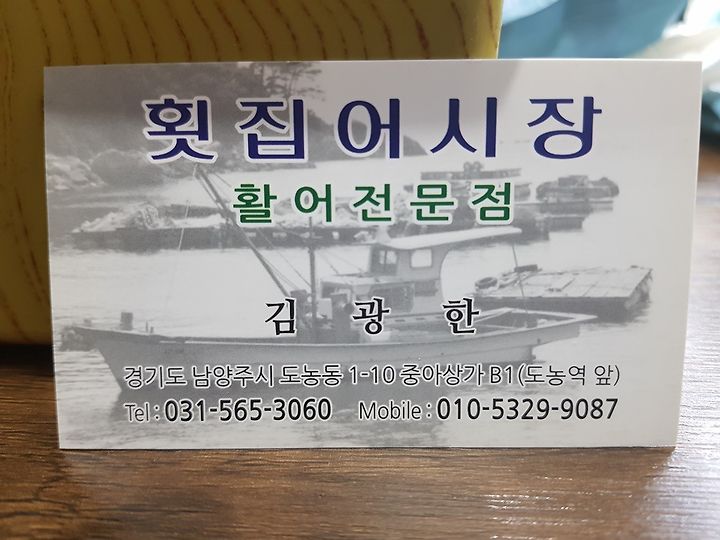 횟집어시장
활어전문점
김 광 한
경기도 남양주시 도농동 1-10 중아상가 B1(도농역 앞)
Tel : 031-565-3060 Mobile : 010-5329-9087